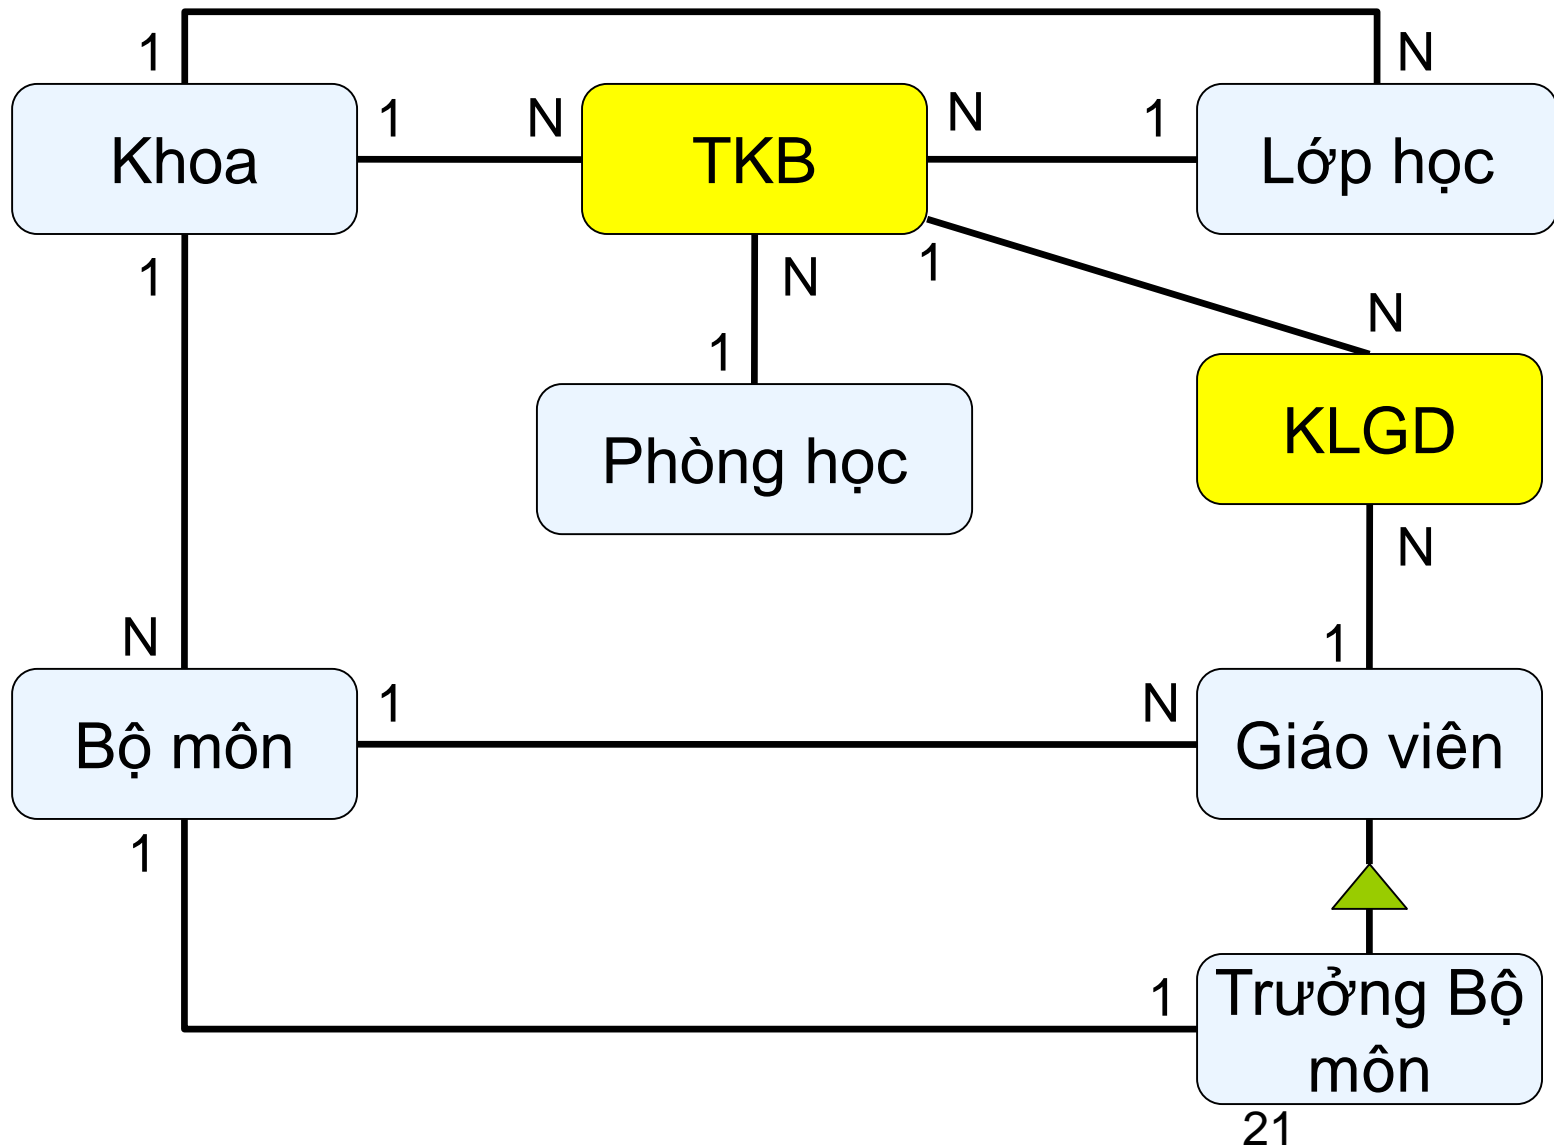 1
N
Khoa
1
N
TKB
N
1
Lớp học
1
N
1
N
1
Phòng học
KLGD
N
N
1
Bộ môn
1
N
Giáo viên
1
1
Trưởng Bộ
môn
21